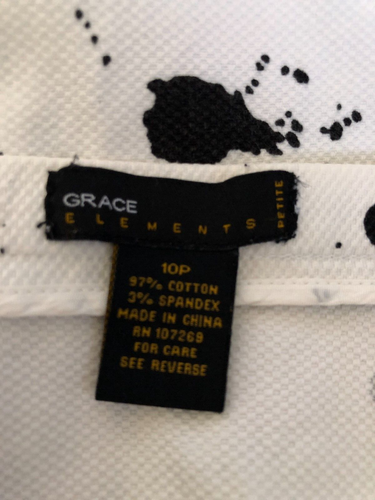 GRACE
ELEMENTS
PETITE
10P
97% COTTON
3% SPANDEX
MADE IN CHINA
RN 107269
FOR CARE
SEE REVERSE